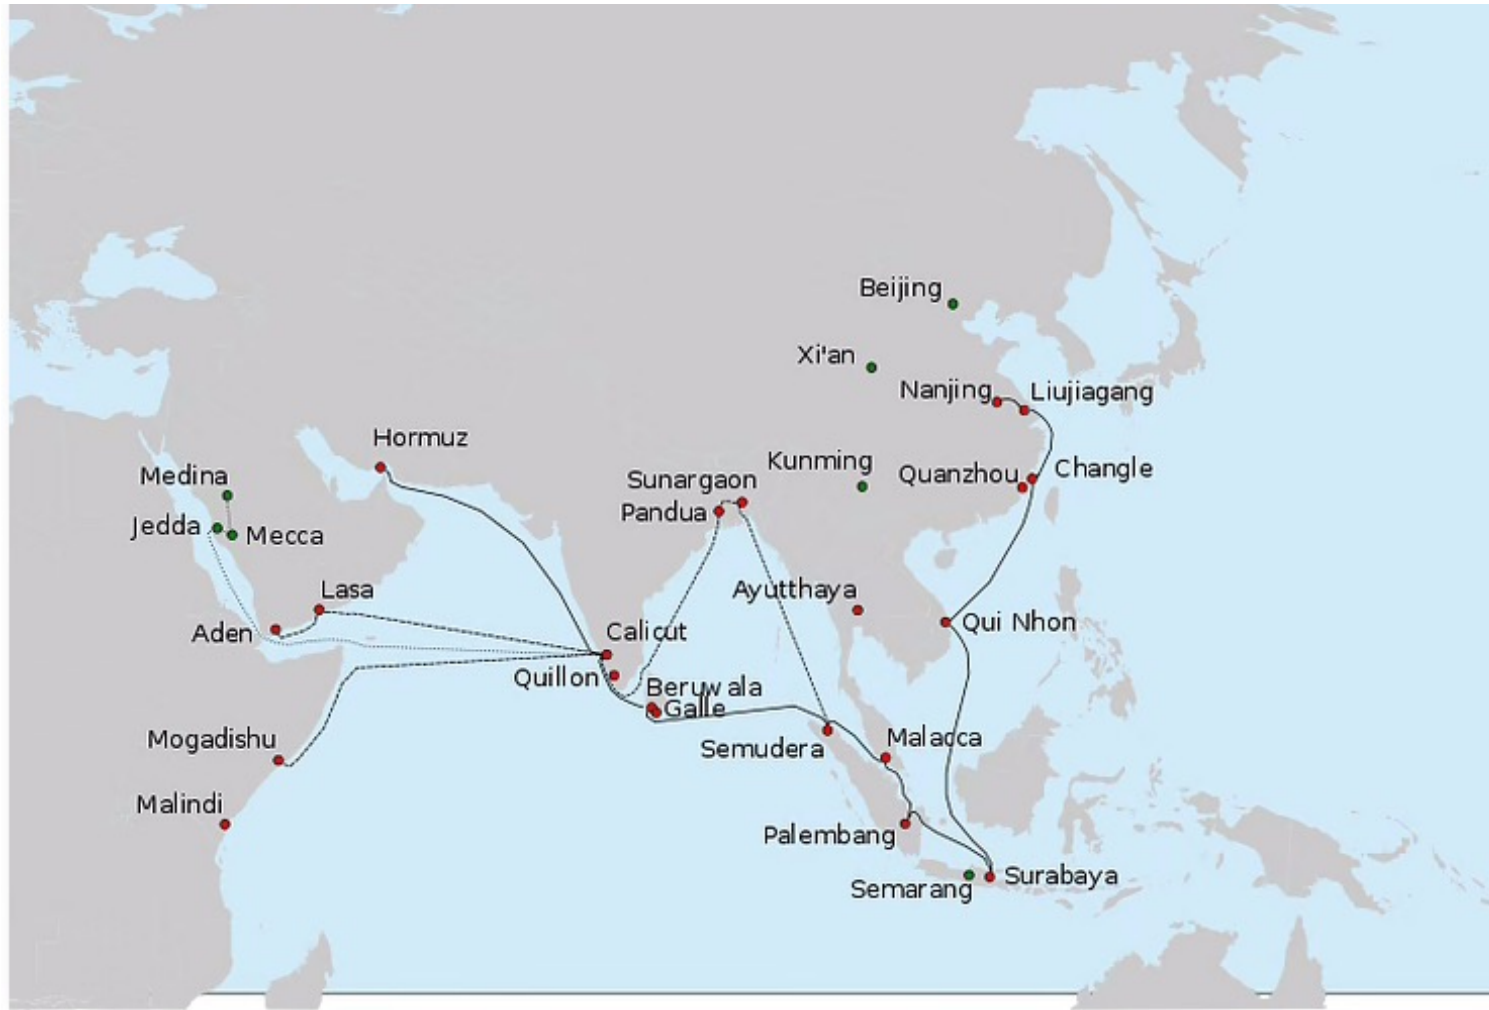 Beijing
Xi'an
Nanjing
Liujiagang
Hormuz
Kunming
Quanzhou
Changle
Medina
Sunargaon
Pandua
Jedda
Mecca
Lasa
Ayutthaya
Aden
Calicut
Qui Nhon
Quillon
Beruwala
Galle
Mogadishu
Semudera
Malacca
Malindi
Palembang
Semarang
Surabaya